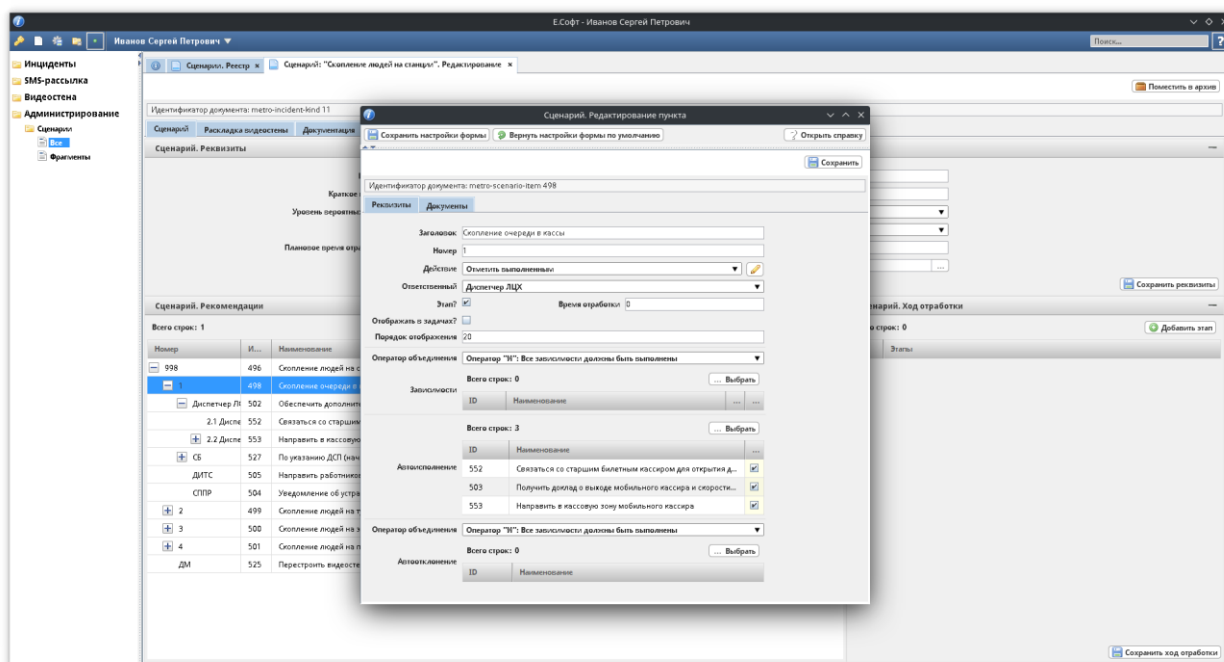 Е.Софт - Иванов Сергей Петрович
Иванов Сергей Петрович
Поиск...
?
Инциденты
SMS-рассылка
Видеостена
Администрирование
Сценарии
Все
Фрагменты
Сценарии. Реестр ×
Сценарий: "Скопление людей на станции". Редактирование ×
Поместить в архив
Идентификатор документа: metro-incident-kind 11
Сценарий Раскладка видеостены Документация
Сценарий. Реквизиты
Краткое
Плановое время
Сохранить реквизиты
Сценарий. Рекомендации
Всего строк: 1
Номер И... Наименование
998 496 Скопление людей на
1 498 Скопление очереди в
Диспетчер 502 Обеспечить
2.1 Диспе 552 Связаться со старшим
2.2 Диспе 553 Направить в кассовую
СБ 527 По указанию ДСП (нач
ДИТС 505 Направить
СППР 504 Уведомление об
2 499 Скопление людей на
3 500 Скопление людей на
4 501 Скопление людей на
ДМ 525 Перестроить
Ход отработки
строк: 0
Добавить этап
Этапы
Сохранить ход отработки
Сценарий. Редактирование пункта
Сохранить настройки формы Вернуть настройки формы по умолчанию ? Открыть справку
Сохранить
Идентификатор документа: metro-scenario-item 498
Реквизиты Документы
Заголовок Скопление очереди в кассы
Номер 1
Действие Отметить выполненным
Ответственный Диспетчер ЛЦХ
Этап? Время отработки 0
Отображать в задачах?
Порядок отображения 20
Оператор объединения Оператор "И": Все зависимости должны быть выполнены
Зависимости
Всего строк: 0 ... Выбрать
ID Наименование ... ...
Всего строк: 3 ... Выбрать
ID Наименование ...
Автоисполнение
552 Связаться со старшим билетным кассиром для открытия д...
503 Получить доклад о выходе мобильного кассира и скорости...
553 Направить в кассовую зону мобильного кассира
Оператор объединения Оператор "И": Все зависимости должны быть выполнены
Автоотклонение
Всего строк: 0 ... Выбрать
ID Наименование